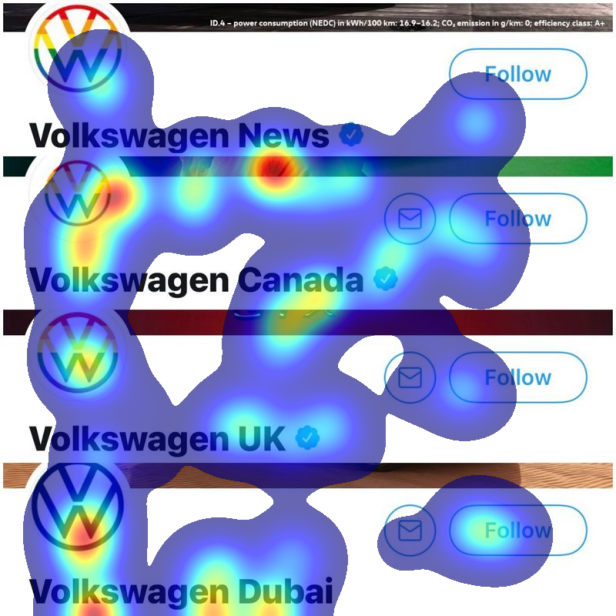 ID.4 – power consumption (NEDC) in kWh/100 km: 16.9–16.2; CO₂ emission in g/km: 0; efficiency class: A+
Follow
Volkswagen News
Follow
Volkswagen Canada
Follow
Volkswagen UK
Follow
Volkswagen Dubai